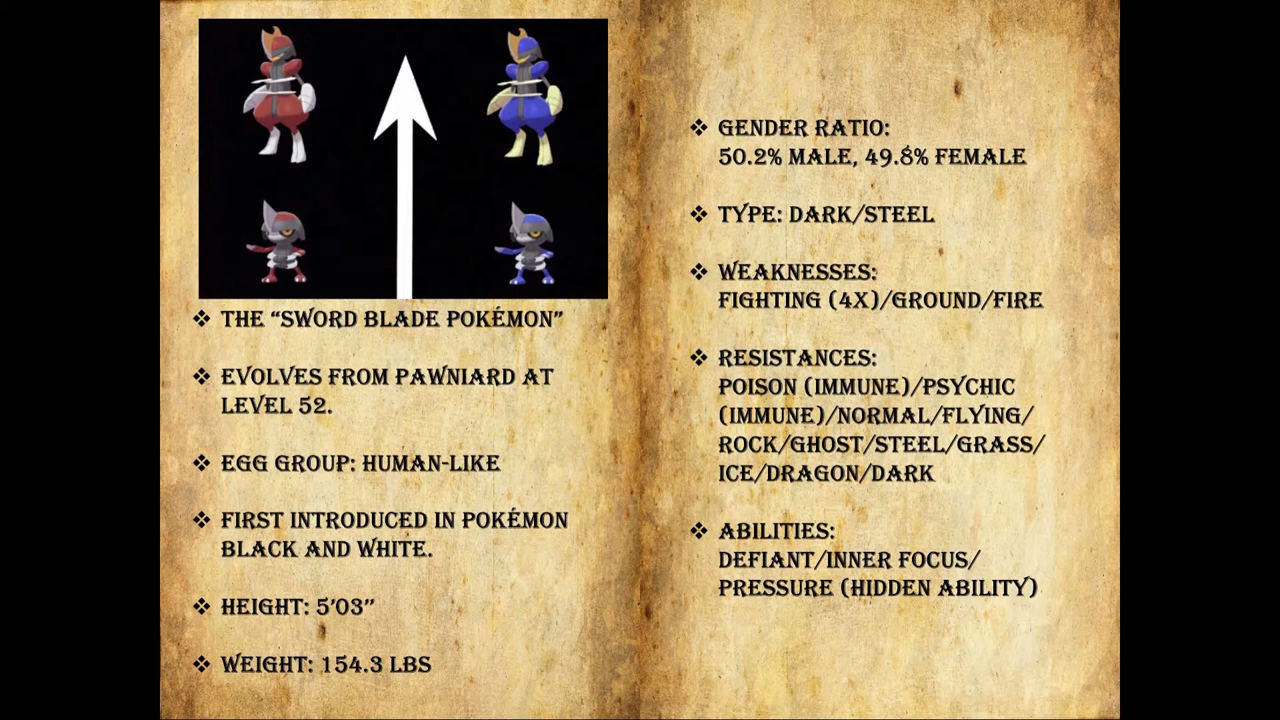 ❖ THE “SWORD BLADE POKÉMON”
❖ EVOLVES FROM PAWNIARD AT
LEVEL 52.
❖ EGG GROUP: HUMAN-LIKE
❖ FIRST INTRODUCED IN POKÉMON
BLACK AND WHITE.
❖ HEIGHT: 5’03”
❖ WEIGHT: 154.3 LBS
❖ GENDER RATIO:
50.2% MALE, 49.8% FEMALE
❖ TYPE: DARK/STEEL
❖ WEAKNESSES:
FIGHTING (4X)/GROUND/FIRE
❖ RESISTANCES:
POISON (IMMUNE)/PSYCHIC
(IMMUNE)/NORMAL/FLYING/
ROCK/GHOST/STEEL/GRASS/
ICE/DRAGON/DARK
❖ ABILITIES:
DEFIANT/INNER FOCUS/
PRESSURE (HIDDEN ABILITY)